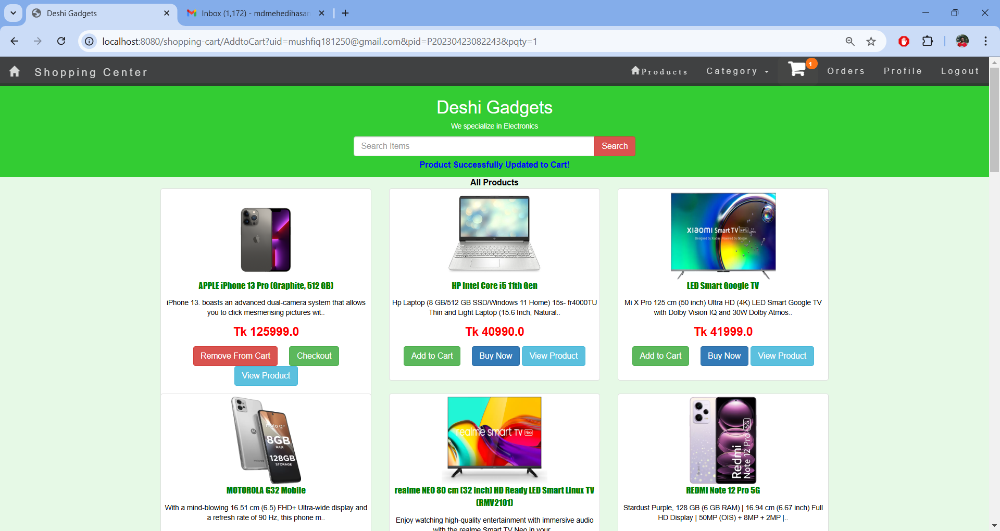 Deshi Gadgets
Inbox (1,172) - mdmehedihasan
localhost:8080/shopping-cart/AddtoCart?uid=mushfiq181250@gmail.com&pid=P20230423082243&pqty=1
Shopping Center
Products
Category
1
Orders
Profile
Logout
Deshi Gadgets
We specialize in Electronics
Search Items
Search
Product Successfully Updated to Cart!
All Products
APPLE iPhone 13 Pro (Graphite, 512 GB)
iPhone 13. boasts an advanced dual-camera system that allows
you to click mesmerising pictures wit..
Tk 125999.0
Remove From Cart
Checkout
View Product
HP Intel Core i5 11th Gen
Hp Laptop (8 GB/512 GB SSD/Windows 11 Home) 15s- fr4000TU
Thin and Light Laptop (15.6 Inch, Natural..
Tk 40990.0
Add to Cart
Buy Now
View Product
xiaomi Smart TV X Pro
Designed by Xiaomi. Powered by Google.
LED Smart Google TV
Mi X Pro 125 cm (50 inch) Ultra HD (4K) LED Smart Google TV
with Dolby Vision IQ and 30W Dolby Atmos..
Tk 41999.0
Add to Cart
Buy Now
View Product
moto g32
8GB
RAM
128GB
STORAGE
MOTOROLA G32 Mobile
With a mind-blowing 16.51 cm (6.5) FHD+ Ultra-wide display and
a refresh rate of 90 Hz, this phone m..
realme smart TV Neo
realme NEO 80 cm (32 inch) HD Ready LED Smart Linux TV
(RMV2101)
Enjoy watching high-quality entertainment with immersive audio
with the realme Smart TV Neo in your
Redmi
Note 12 Pro 5G
REDMI Note 12 Pro 5G
Stardust Purple, 128 GB (6 GB RAM) | 16.94 cm (6.67 inch) Full
HD Display | 50MP (OIS) + 8MP + 2MP |..